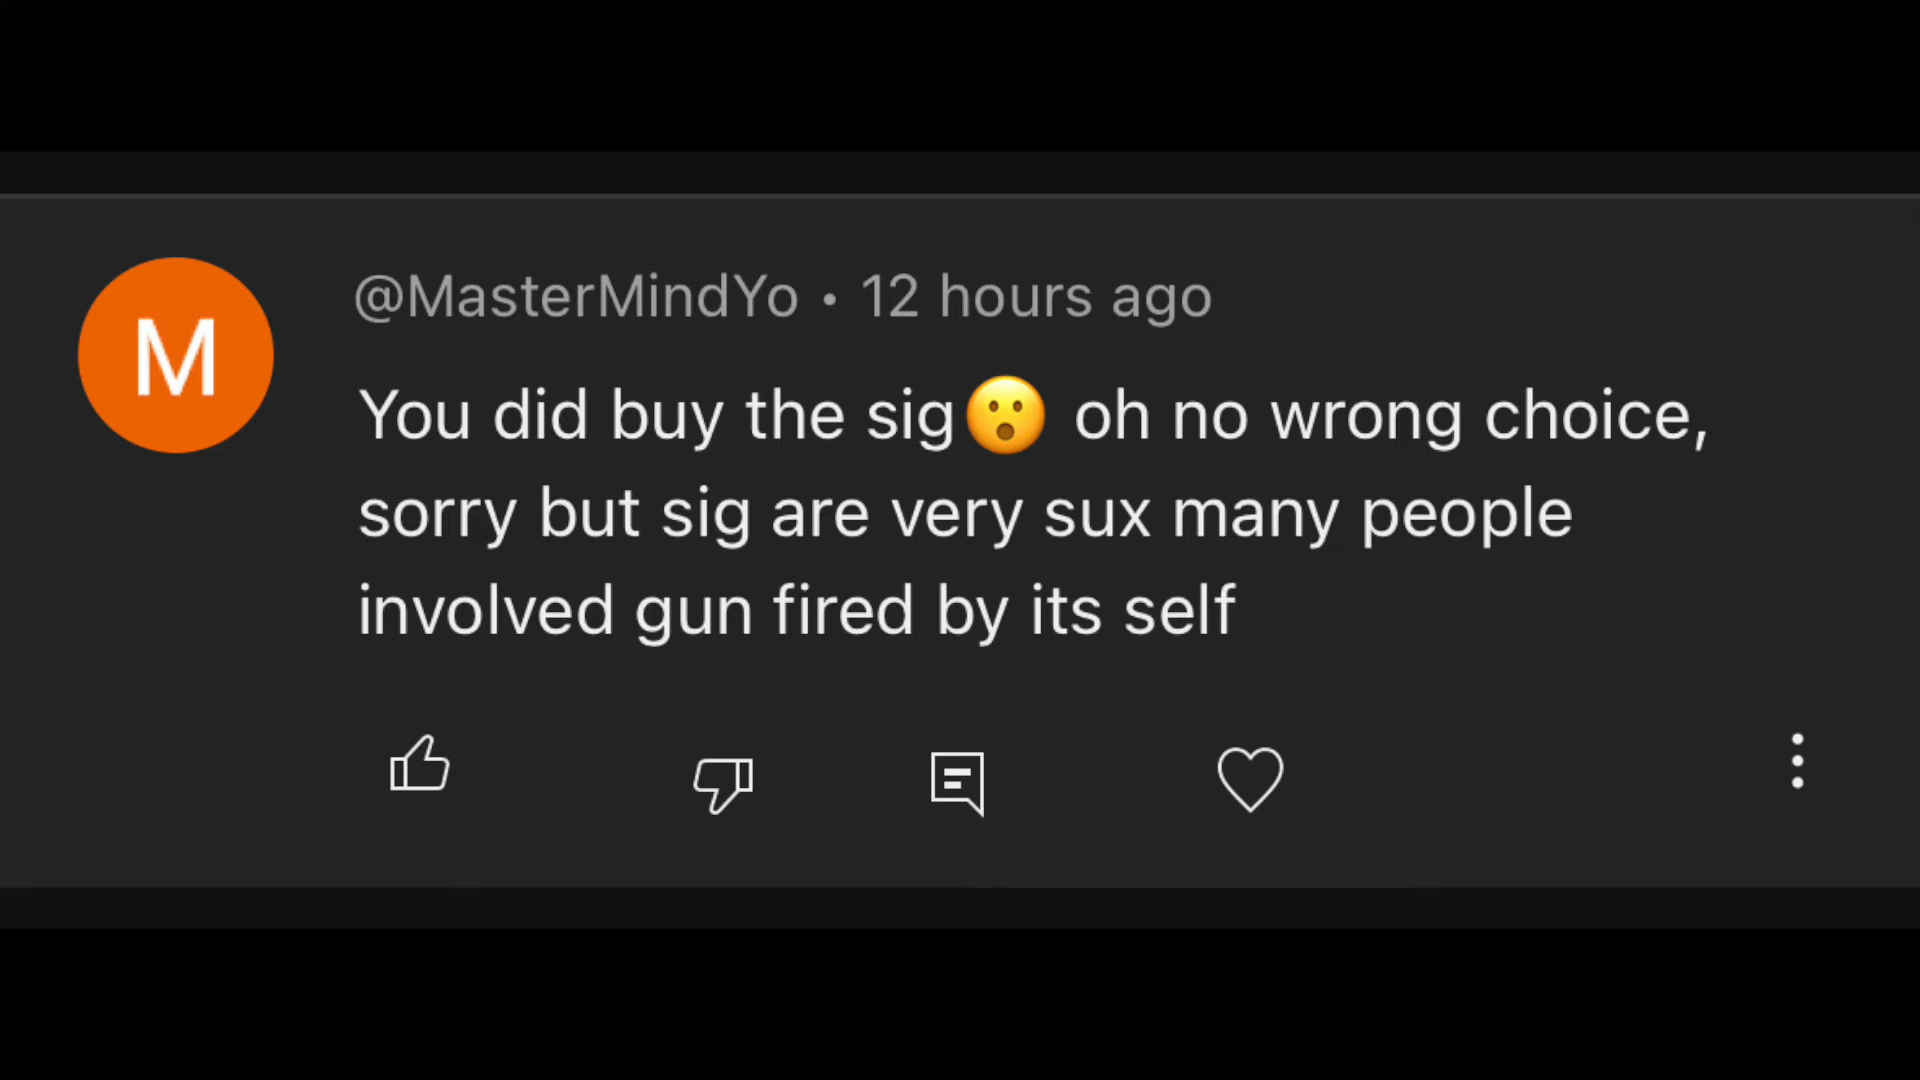 M
@MasterMindYo • 12 hours ago
You did buy the sig😮 oh no wrong choice,
sorry but sig are very sux many people
involved gun fired by its self